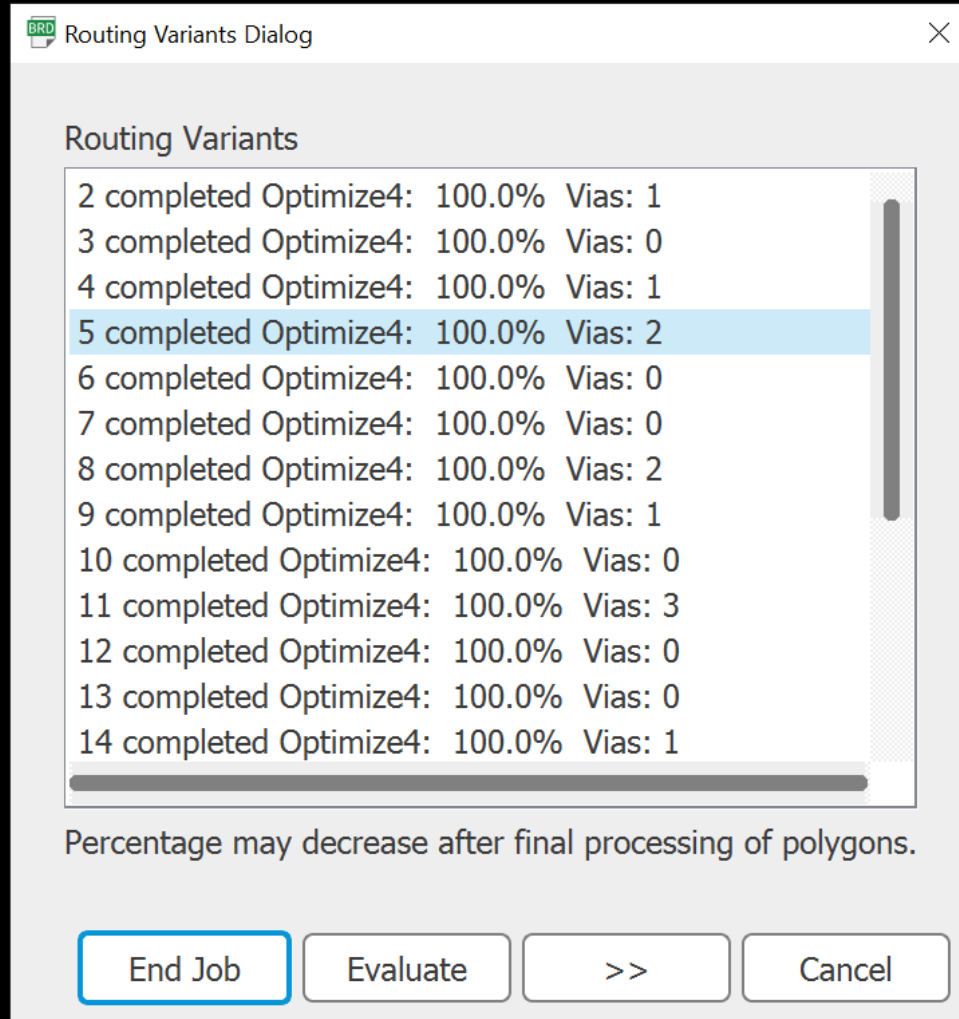 BRD Routing Variants Dialog
Routing Variants
2 completed Optimize4:  100.0%  Vias: 1
3 completed Optimize4:  100.0%  Vias: 0
4 completed Optimize4:  100.0%  Vias: 1
5 completed Optimize4:  100.0%  Vias: 2
6 completed Optimize4:  100.0%  Vias: 0
7 completed Optimize4:  100.0%  Vias: 0
8 completed Optimize4:  100.0%  Vias: 2
9 completed Optimize4:  100.0%  Vias: 1
10 completed Optimize4:  100.0%  Vias: 0
11 completed Optimize4:  100.0%  Vias: 3
12 completed Optimize4:  100.0%  Vias: 0
13 completed Optimize4:  100.0%  Vias: 0
14 completed Optimize4:  100.0%  Vias: 1
Percentage may decrease after final processing of polygons.
End Job Evaluate >> Cancel